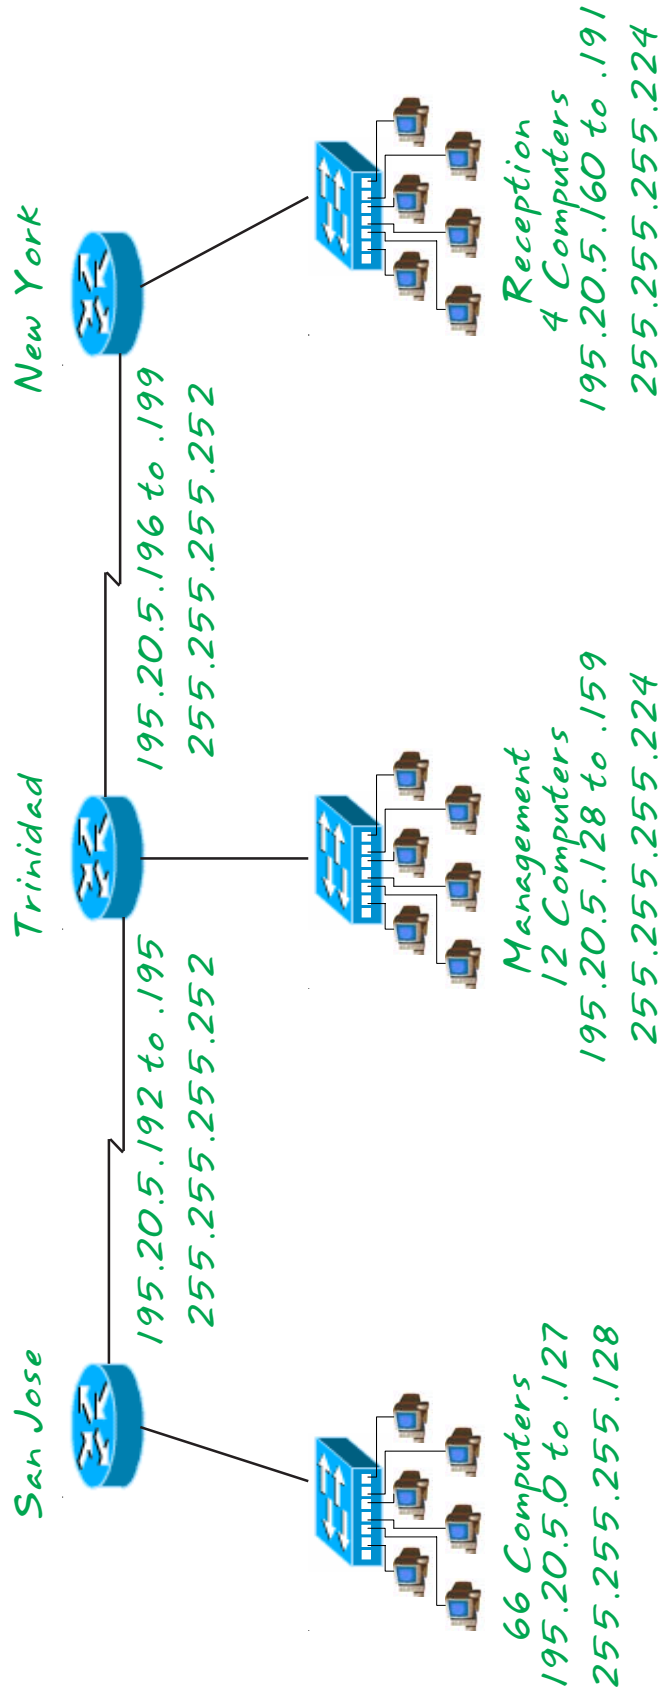 San Jose
Trinidad
New York
195.20.5.192 to .195
255.255.255.252
195.20.5.196 to .199
255.255.255.252
66 Computers
195.20.5.0 to .127
255.255.255.128
Management
12 Computers
195.20.5.128 to .159
255.255.255.224
Reception
4 Computers
195.20.5.160 to .191
255.255.255.224